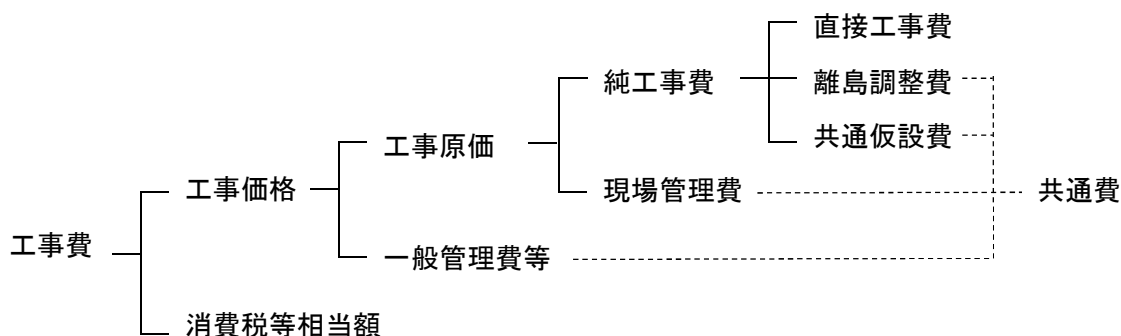 直接工事費
純工事費
離島調整費
工事原価
共通仮設費
工事価格
現場管理費
共通費
工事費
一般管理費等
消費税等相当額